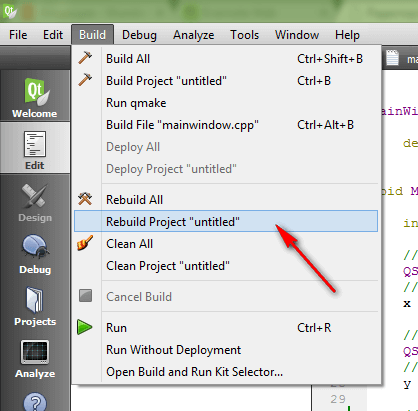 Qt
File Edit Build Debug Analyze Tools Window Help
Build All Ctrl+Shift+B
Build Project "untitled" Ctrl+B
Run qmake
Build File "mainwindow.cpp" Ctrl+Alt+B
Deploy All
Deploy Project "untitled"
Rebuild All
Rebuild Project "untitled"
Clean All
Clean Project "untitled"
Cancel Build
Run Ctrl+R
Run Without Deployment
Open Build and Run Kit Selector...
Qt
Welcome
Edit
Design
Debug
Projects
Analyze
ma
ainWi
de
oid M
in
//
QS
//
x
//
QS
//
28 y
29